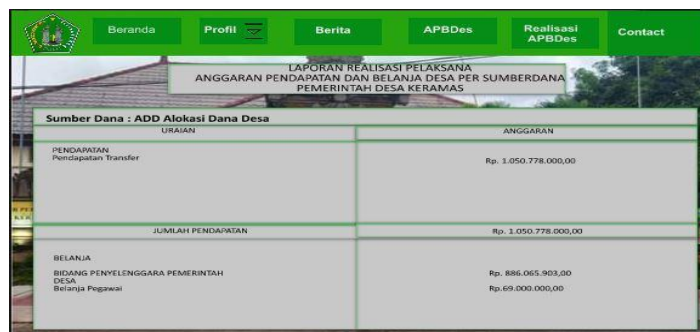 Beranda
Profil
Berita
APBDes
Realisasi
APBDes
Contact
LAPORAN REALISASI PELAKSANA
ANGGARAN PENDAPATAN DAN BELANJA DESA PER SUMBERDANA
PEMERINTAH DESA KERAMAS
Sumber Dana : ADD Alokasi Dana Desa
URAIAN ANGGARAN
PENDAPATAN
Pendapatan Transfer Rp. 1.050.778.000,00
JUMLAH PENDAPATAN Rp. 1.050.778.000,00
BELANJA
BIDANG PENYELENGGARA PEMERINTAH Rp. 886.065.903,00
DESA
Belanja Pegawai Rp.69.000.000,00